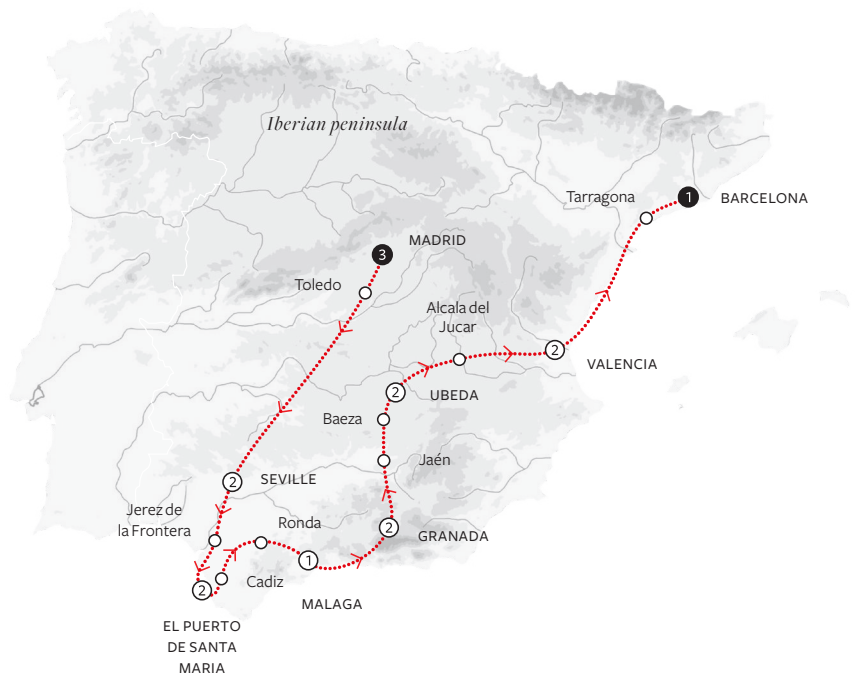 Iberian peninsula
Tarragona
1
BARCELONA
3
MADRID
Toledo
Alcala del
Jucar
2
VALENCIA
2
UBEDA
Baeza
Jaén
2
SEVILLE
Jerez de
la Frontera
Ronda
2
GRANADA
1
MALAGA
Cadiz
2
EL PUERTO
DE SANTA
MARIA